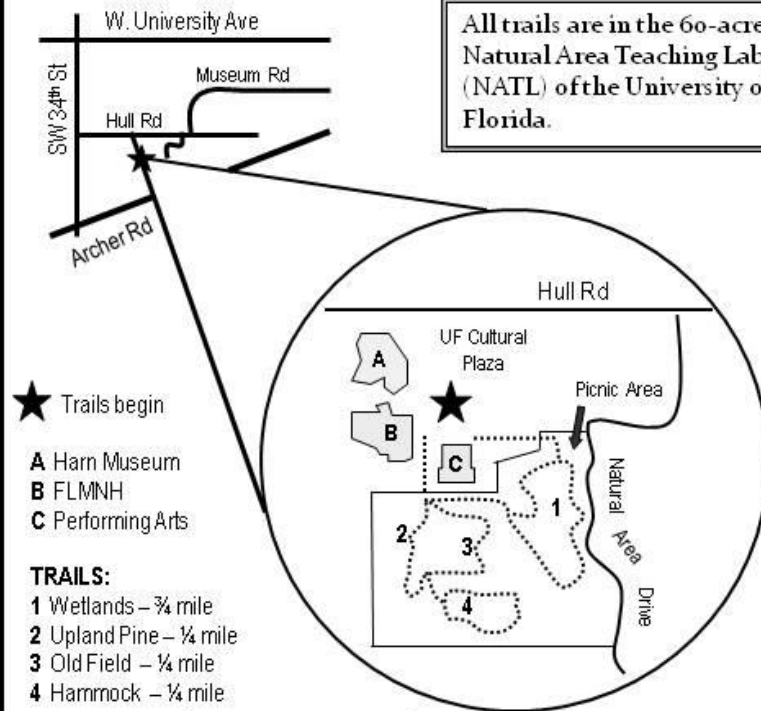 W. University Ave
SW 34th St
Museum Rd
Hull Rd
Archer Rd
All trails are in the 60-acre
Natural Area Teaching Lab
(NATL) of the University o
Florida.
Hull Rd
UF Cultural
Plaza
Picnic Area
A
B
C
1
2
3
4
Natural
Area
Drive
Trails begin
A Harn Museum
B FLMNH
C Performing Arts
TRAILS:
1 Wetlands – ¾ mile
2 Upland Pine – ¼ mile
3 Old Field – ¼ mile
4 Hammock – ¼ mile